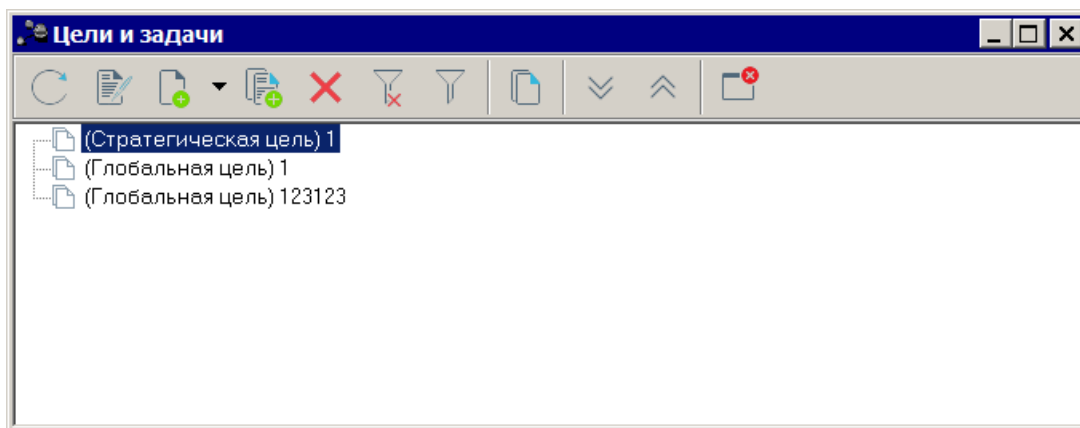 Цели и задачи
(Стратегическая цель) 1
(Глобальная цель) 1
(Глобальная цель) 123123